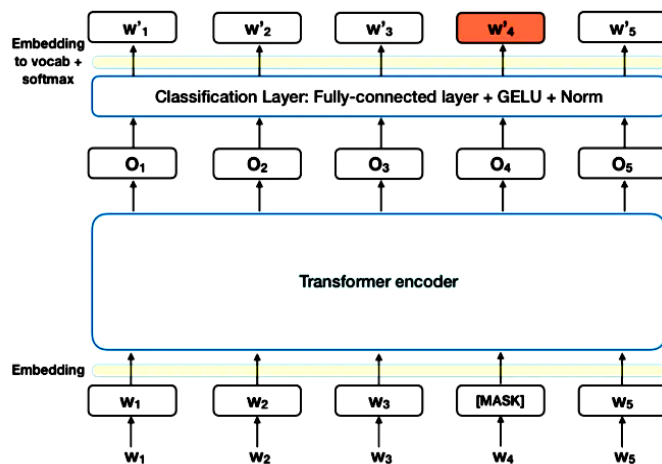 w'₁ w'₂ w'₃ w'₄ w'₅
Embedding
to vocab +
softmax
Classification Layer: Fully-connected layer + GELU + Norm
O₁ O₂ O₃ O₄ O₅
Transformer encoder
Embedding
W₁ W₂ W₃ [MASK] W₅
w₁ w₂ w₃ w₄ w₅